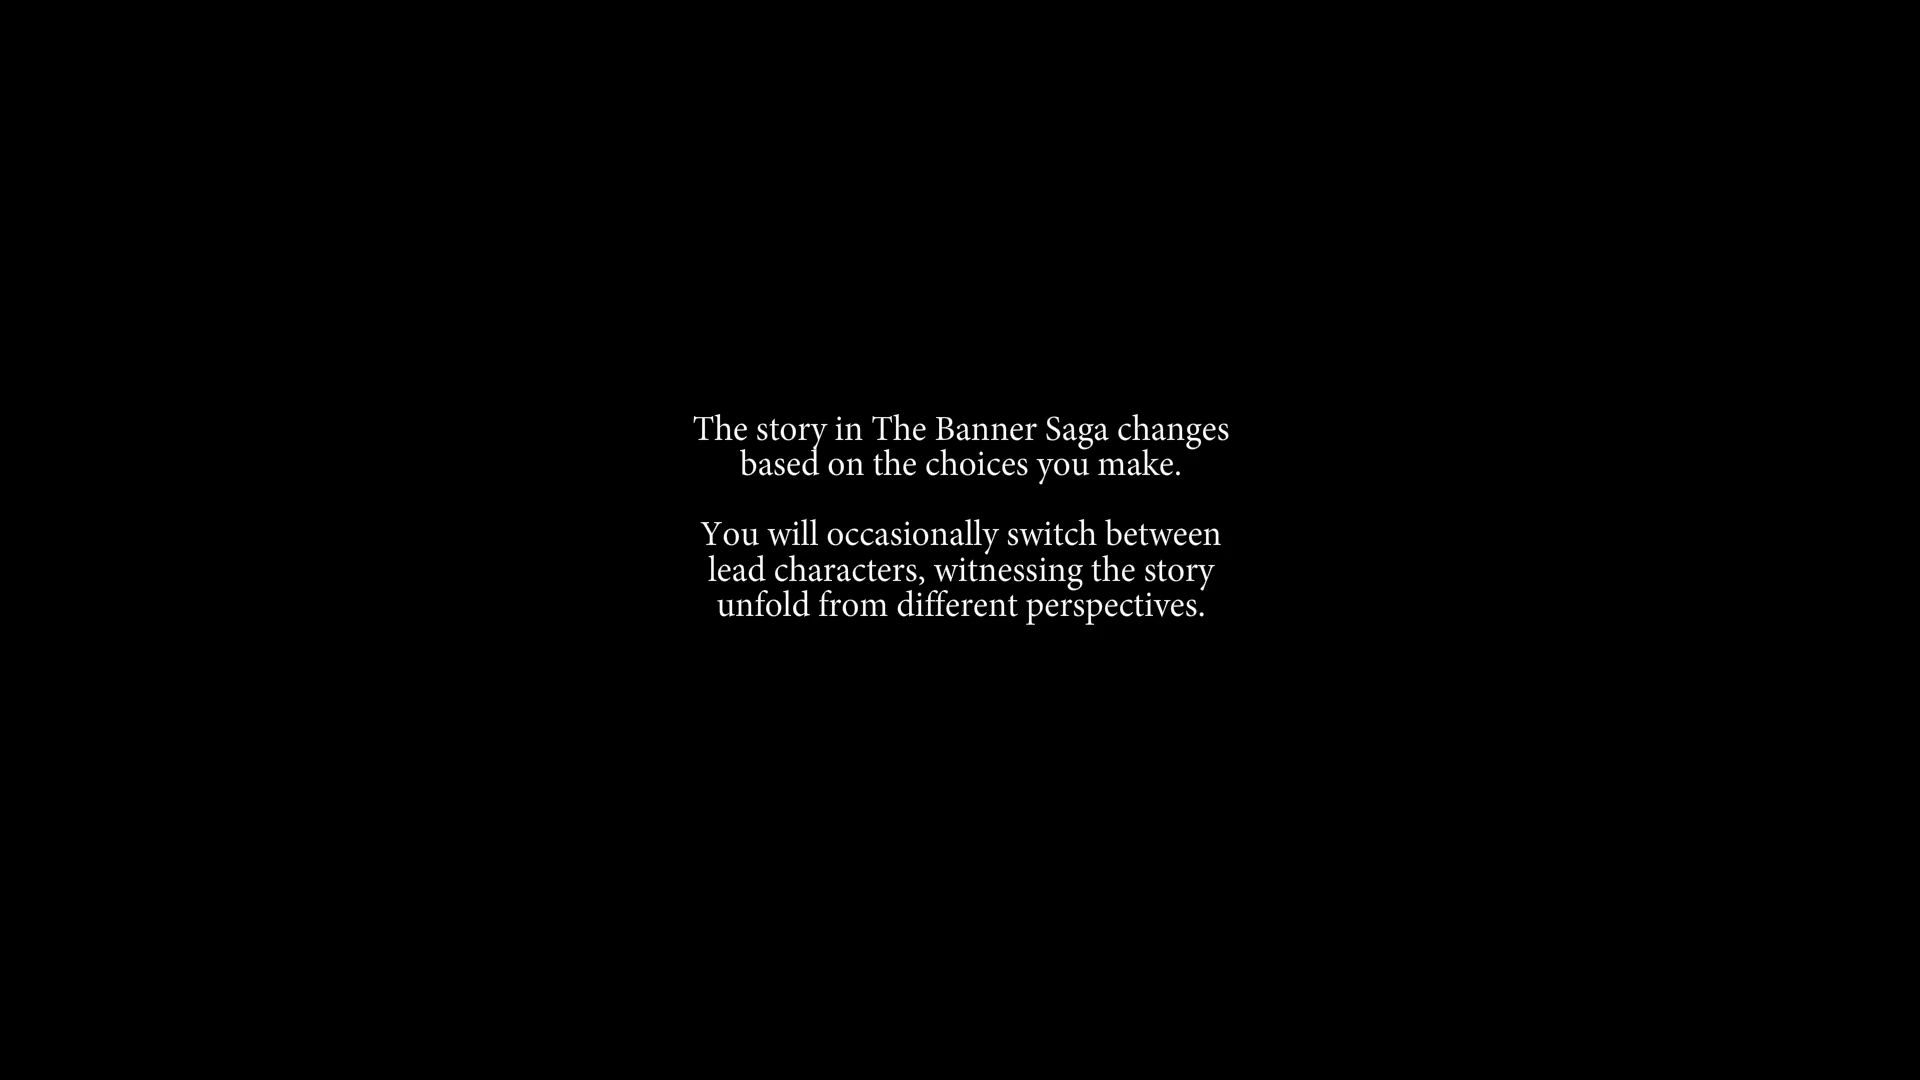 The story in The Banner Saga changes
based on the choices you make.
You will occasionally switch between
lead characters, witnessing the story
unfold from different perspectives.